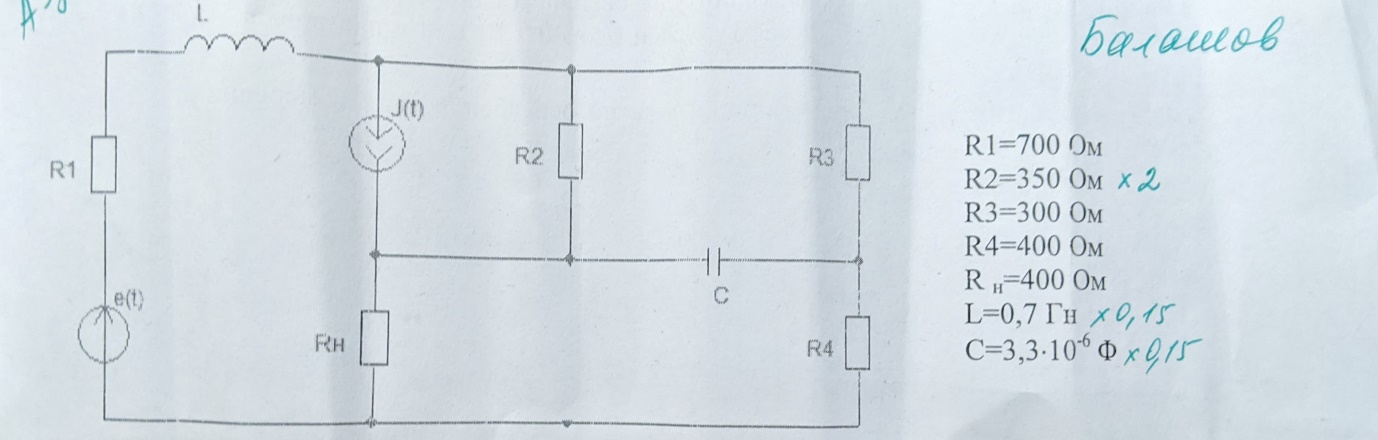 L
Балашов
J(t)
R1
R2
R3
R1=700 Ом
R2=350 Ом x 2
R3=300 Ом
R4=400 Ом
R н=400 Ом
L=0,7 Гн x 0,15
C=3,3·10⁻⁶ Ф x 0,15
C
e(t)
Rн
R4